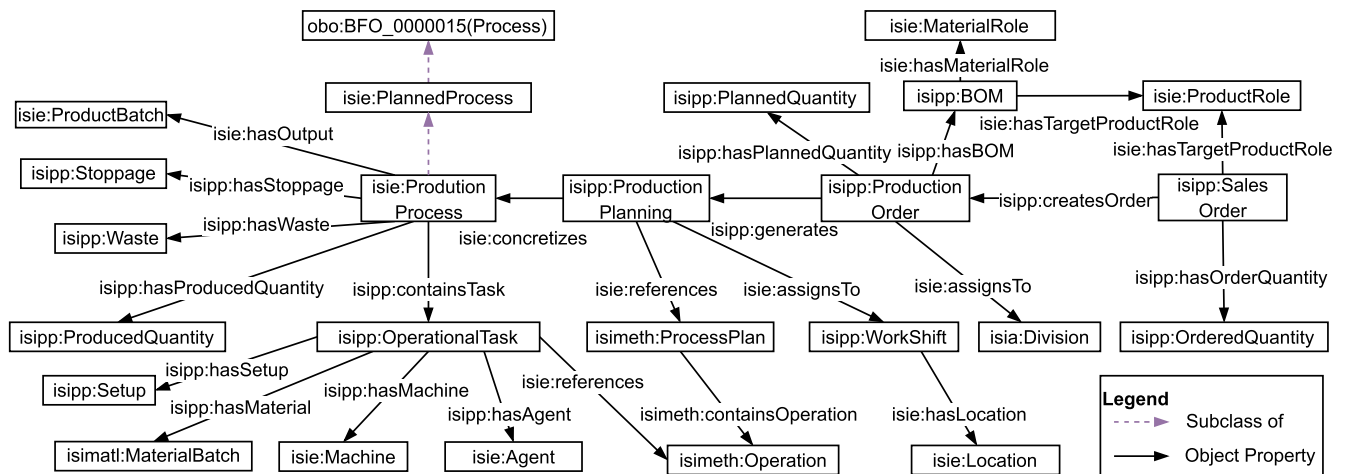 obo:BFO_0000015(Process)
isie:MaterialRole
isie:hasMaterialRole
isie:PlannedProcess
isipp:PlannedQuantity
isipp:BOM
isie:ProductRole
isie:ProductBatch
isie:hasOutput
isie:hasTargetProductRole
isipp:hasPlannedQuantity
isipp:hasBOM
isie:hasTargetProductRole
isipp:Stoppage
isipp:hasStoppage
isie:Prodution
Process
isipp:Production
Planning
isipp:Production
Order
isipp:createsOrder
isipp:Sales
Order
isipp:Waste
isipp:hasWaste
isie:concretizes
isipp:generates
isipp:hasProducedQuantity
isipp:containsTask
isie:references
isie:assignsTo
isie:assignsTo
isipp:hasOrderQuantity
isipp:ProducedQuantity
isipp:OperationalTask
isimeth:ProcessPlan
isipp:WorkShift
isia:Division
isipp:OrderedQuantity
isipp:hasSetup
isipp:Setup
isipp:hasMachine
isie:references
isipp:hasMaterial
isipp:hasAgent
isimeth:containsOperation
isie:hasLocation
isimatl:MaterialBatch
isie:Machine
isie:Agent
isimeth:Operation
isie:Location
Legend
Subclass of
Object Property